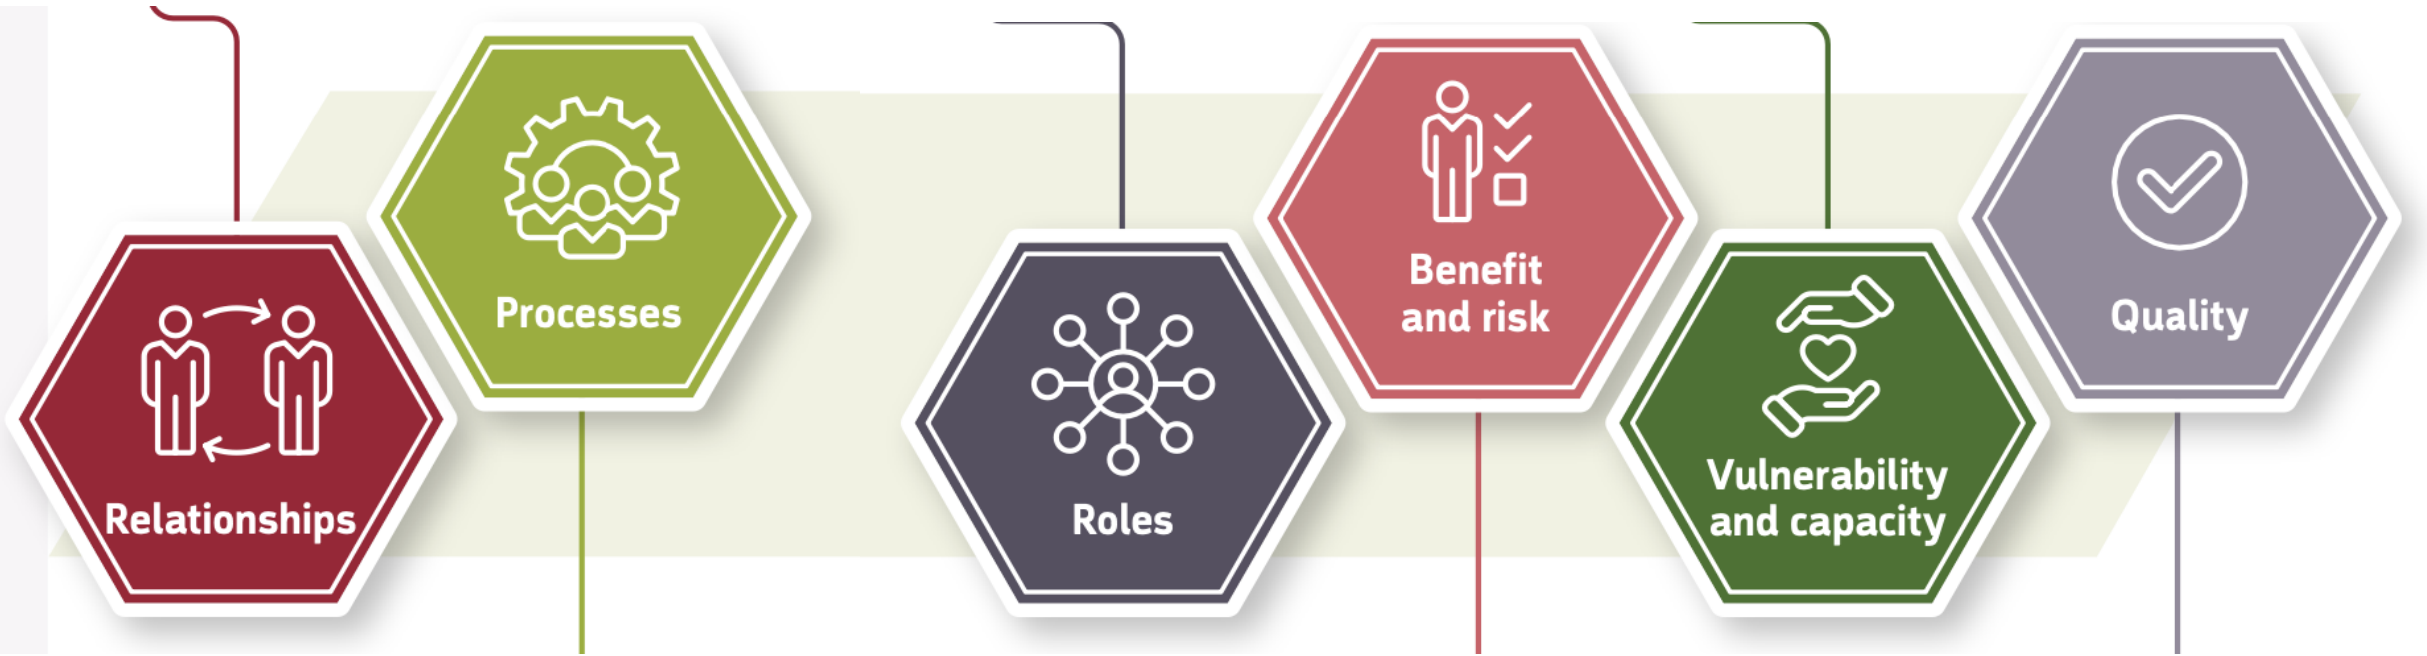 Relationships
Processes
Roles
Benefit
and risk
Vulnerability
and capacity
Quality